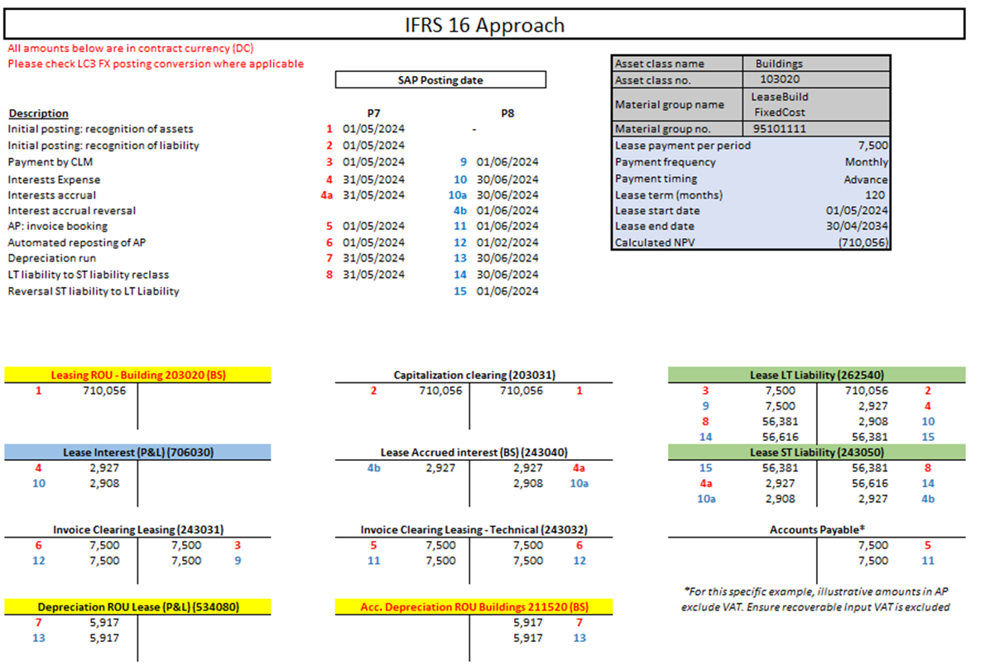 IFRS 16 Approach
All amounts below are in contract currency (DC)
Please check LC3 FX posting conversion where applicable
SAP Posting date
Description P7 P8
Initial posting: recognition of assets 1 01/05/2024 -
Initial posting: recognition of liability 2 01/05/2024
Payment by CLM 3 01/05/2024 9 01/06/2024
Interests Expense 4 31/05/2024 10 30/06/2024
Interests accrual 4a 31/05/2024 10a 30/06/2024
Interest accrual reversal 4b 01/06/2024
AP: invoice booking 5 01/05/2024 11 01/06/2024
Automated reposting of AP 6 01/05/2024 12 01/02/2024
Depreciation run 7 31/05/2024 13 30/06/2024
LT liability to ST liability reclass 8 31/05/2024 14 30/06/2024
Reversal ST liability to LT Liability 15 01/06/2024
Asset class name Buildings
Asset class no. 103020
Material group name LeaseBuild
FixedCost
Material group no. 95101111
Lease payment per period 7,500
Payment frequency Monthly
Payment timing Advance
Lease term (months) 120
Lease start date 01/05/2024
Lease end date 30/04/2034
Calculated NPV (710,056)
Leasing ROU - Building 203020 (BS)
1 710,056
Capitalization clearing (203031)
2 710,056 710,056 1
Lease LT Liability (262540)
3 7,500 710,056 2
9 7,500 2,927 4
8 56,381 2,908 10
14 56,616 56,381 15
Lease Interest (P&L) (706030)
4 2,927
10 2,908
Lease Accrued interest (BS) (243040)
4b 2,927 2,927 4a
2,908 10a
Lease ST Liability (243050)
15 56,381 56,381 8
4a 2,927 56,616 14
10a 2,908 2,927 4b
Invoice Clearing Leasing (243031)
6 7,500 7,500 3
12 7,500 7,500 9
Invoice Clearing Leasing - Technical (243032)
5 7,500 7,500 6
11 7,500 7,500 12
Accounts Payable*
7,500 5
7,500 11
*For this specific example, illustrative amounts in AP
exclude VAT. Ensure recoverable Input VAT is excluded
Depreciation ROU Lease (P&L) (534080)
7 5,917
13 5,917
Acc. Depreciation ROU Buildings 211520 (BS)
5,917 7
5,917 13